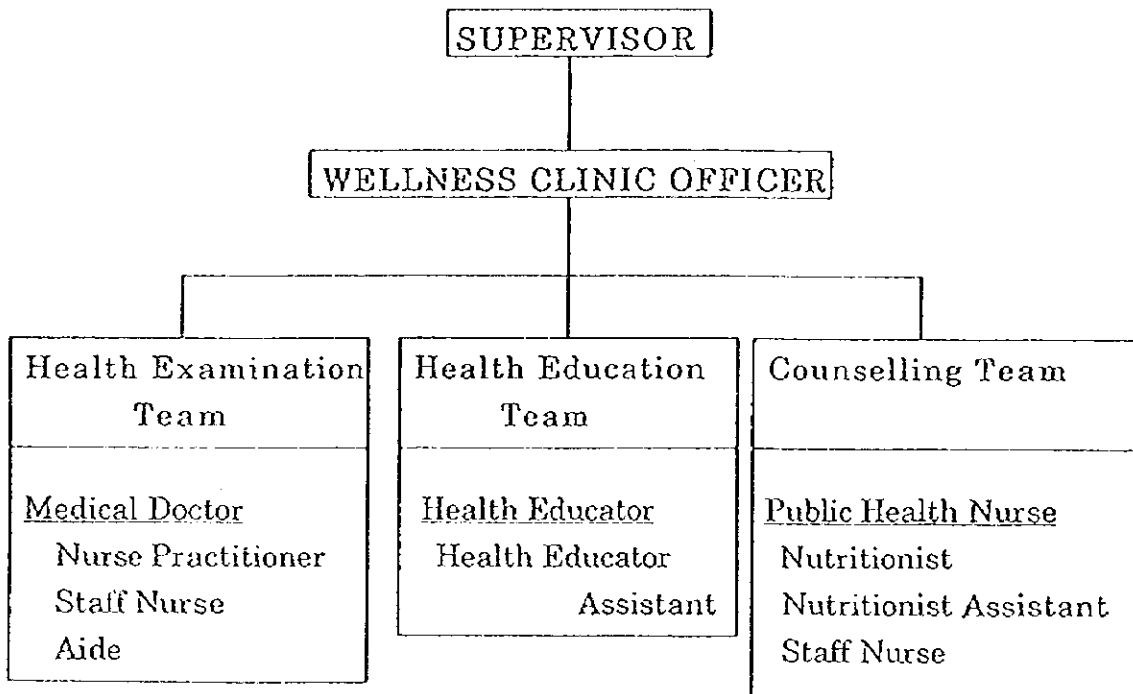 SUPERVISOR
WELLNESS CLINIC OFFICER
Health Examination
Team
Medical Doctor
Nurse Practitioner
Staff Nurse
Aide
Health Education
Team
Health Educator
Health Educator
Assistant
Counselling Team
Public Health Nurse
Nutritionist
Nutritionist Assistant
Staff Nurse